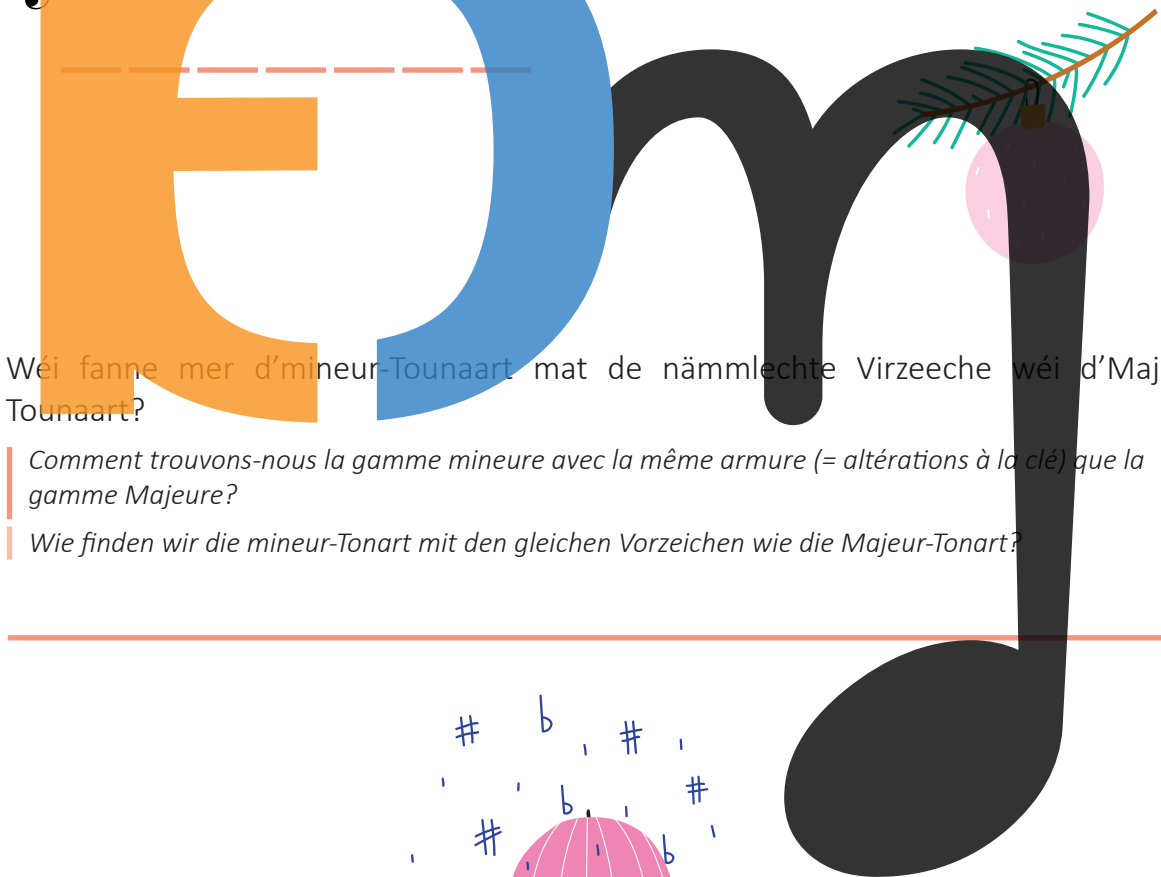 Wéi fanne mer d’mineur-Tounaart mat de nämmlechte Virzeeche wéi d’Maj
Tounaart?
Comment trouvons-nous la gamme mineure avec la même armure (= altérations à la clé) que la
gamme Majeure?
Wie finden wir die mineur-Tonart mit den gleichen Vorzeichen wie die Majeur-Tonart?